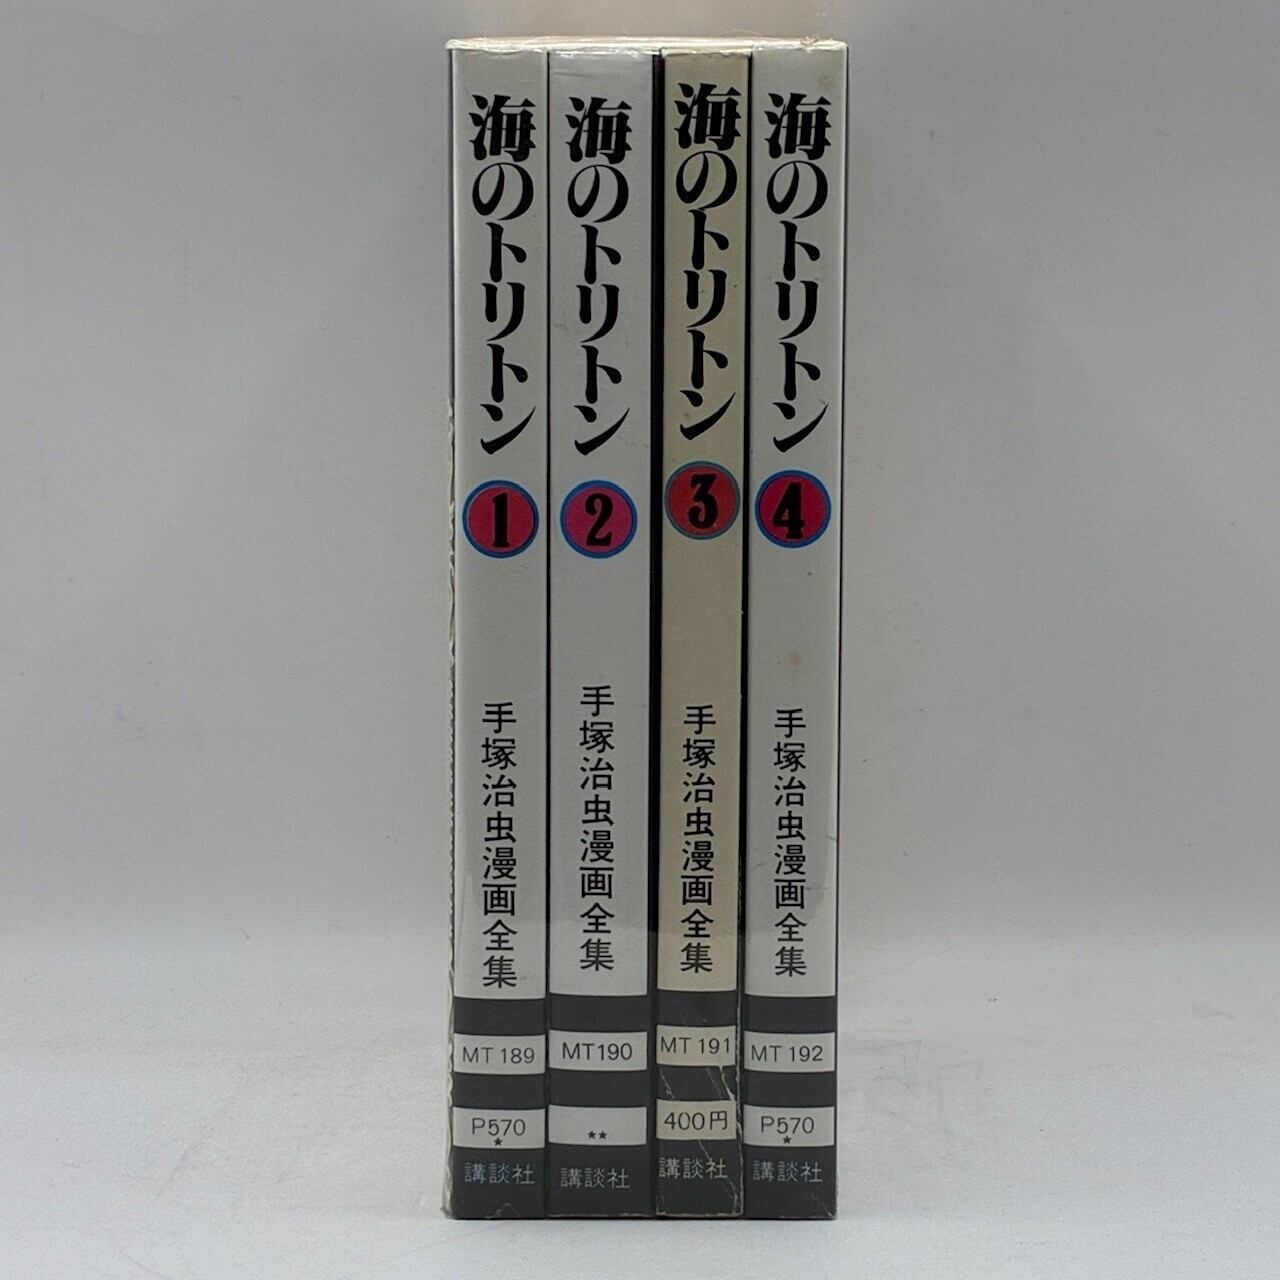 海のトリトン
1
手塚治虫漫画全集
MT 189
P570
★
講談社
海のトリトン
2
手塚治虫漫画全集
MT190
★★
講談社
海のトリトン
3
手塚治虫漫画全集
MT 191
400円
講談社
海のトリトン
4
手塚治虫漫画全集
MT 192
P570
★
講談社